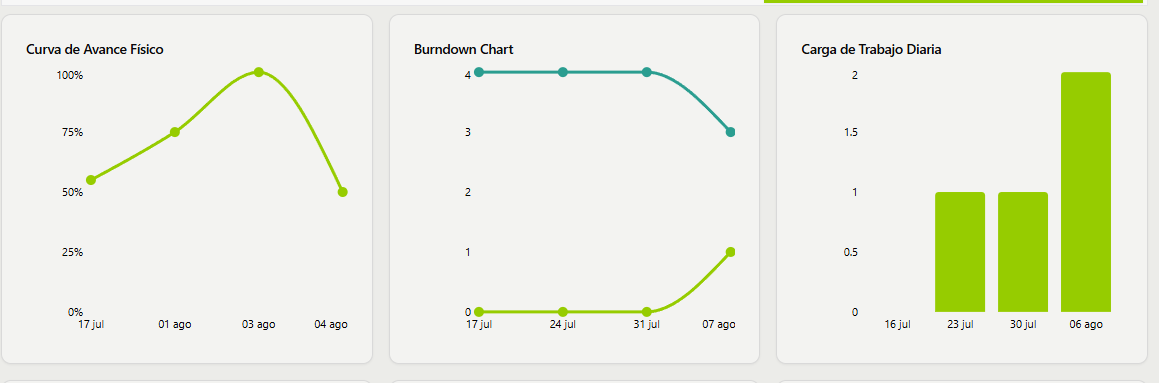 Curva de Avance Físico
100%
75%
50%
25%
0%
17 jul 01 ago 03 ago 04 ago
Burndown Chart
4
3
2
1
0
17 jul 24 jul 31 jul 07 ago
Carga de Trabajo Diaria
2
1.5
1
0.5
0
16 jul 23 jul 30 jul 06 ago